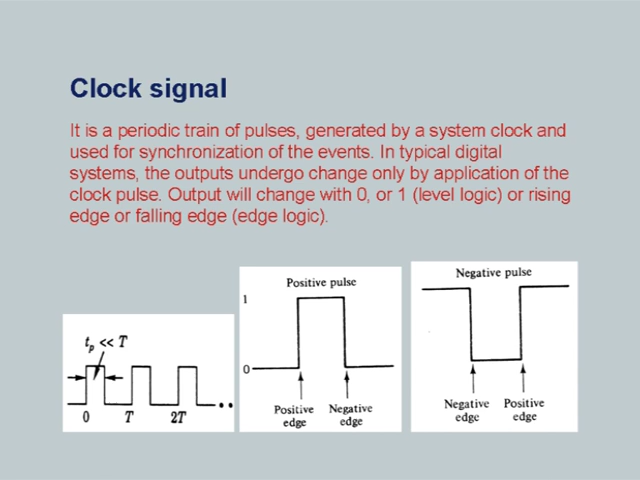 Clock signal
It is a periodic train of pulses, generated by a system clock and
used for synchronization of the events. In typical digital
systems, the outputs undergo change only by application of the
clock pulse. Output will change with 0, or 1 (level logic) or rising
edge or falling edge (edge logic).
tp << T
0 T 2T
Positive pulse
1
0
Positive Negative
edge edge
Negative pulse
Negative Positive
edge edge